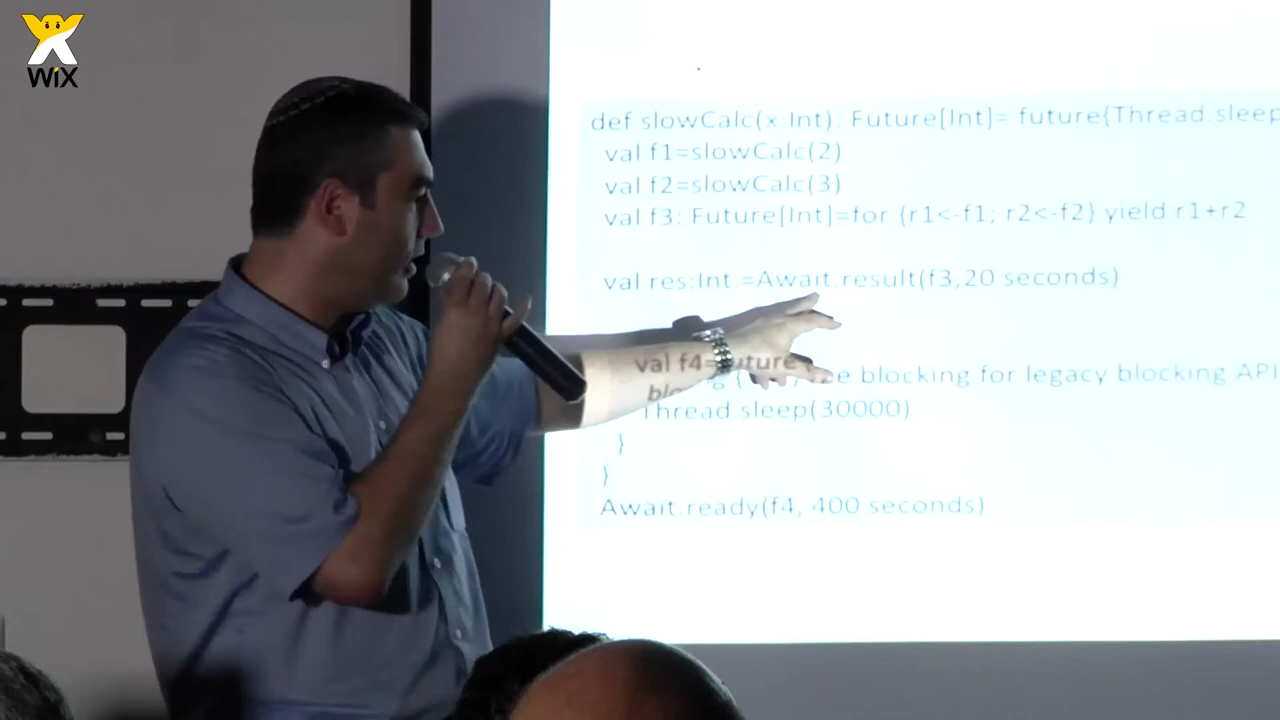 WiX
def slowCalc(x:Int): Future[Int]= future{Thread.sleep
val f1=slowCalc(2)
val f2=slowCalc(3)
val f3: Future[Int]=for {r1<-f1; r2<-f2} yield r1+r2
val res:Int =Await.result(f3,20 seconds)
val f4=future
blocking for legacy blocking API
Thread.sleep(30000)
}
}
Await.ready(f4, 400 seconds)